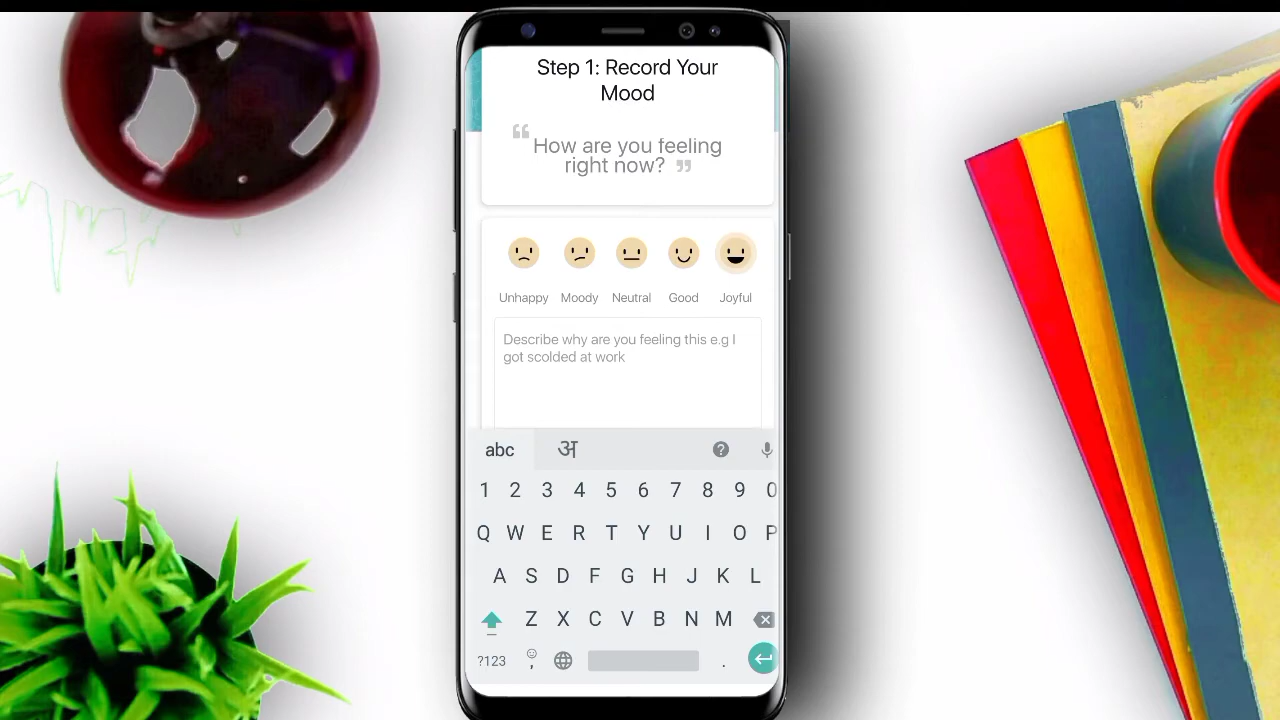 Step 1: Record Your
Mood
“ How are you feeling
right now? ”
Unhappy Moody Neutral Good Joyful
Describe why are you feeling this e.g I
got scolded at work
abc अ ?
1 2 3 4 5 6 7 8 9 0
Q W E R T Y U I O P
A S D F G H J K L
Z X C V B N M
?123 , .